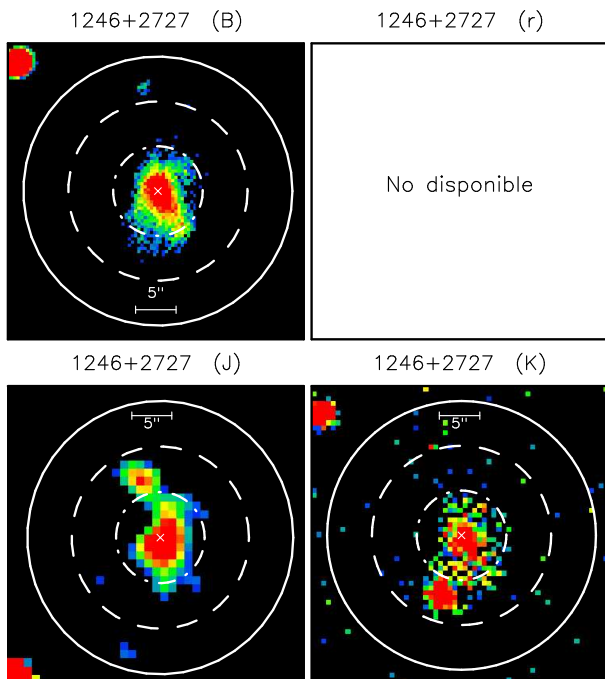 1246+2727 (B)
1246+2727 (r)
5"
No disponible
1246+2727 (J)
1246+2727 (K)
5"
5"